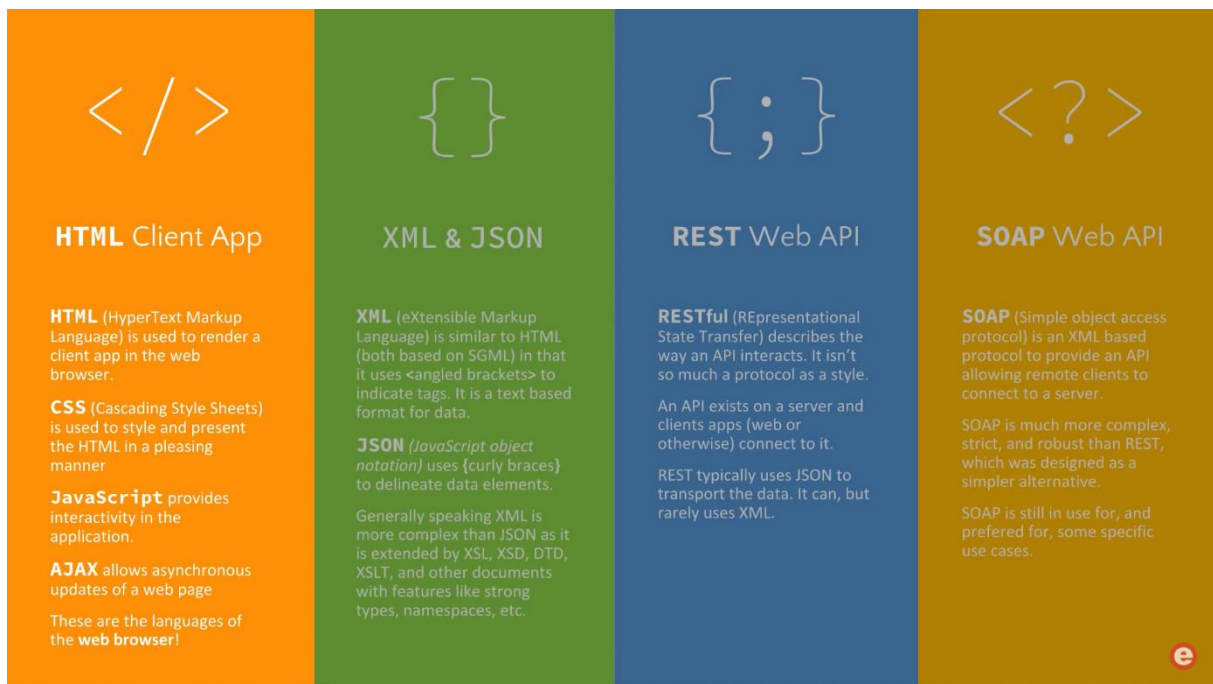 </>
HTML Client App
HTML (HyperText Markup
Language) is used to render a
client app in the web
browser.
CSS (Cascading Style Sheets)
is used to style and present
the HTML in a pleasing
manner
JavaScript provides
interactivity in the
application.
AJAX allows asynchronous
updates of a web page
These are the languages of
the web browser!
{}
XML & JSON
XML (eXtensible Markup
Language) is similar to HTML
(both based on SGML) in that
it uses <angled brackets> to
indicate tags. It is a text based
format for data.
JSON (JavaScript object
notation) uses {curly braces}
to delineate data elements.
Generally speaking XML is
more complex than JSON as it
is extended by XSL, XSD, DTD,
XSLT, and other documents
with features like strong
types, namespaces, etc.
{;}
REST Web API
RESTful (REpresentational
State Transfer) describes the
way an API interacts. It isn't
so much a protocol as a style.
An API exists on a server and
clients apps (web or
otherwise) connect to it.
REST typically uses JSON to
transport the data. It can, but
rarely uses XML.
<?>
SOAP Web API
SOAP (Simple object access
protocol) is an XML based
protocol to provide an API
allowing remote clients to
connect to a server.
SOAP is much more complex,
strict, and robust than REST,
which was designed as a
simpler alternative.
SOAP is still in use for, and
prefered for, some specific
use cases.
e